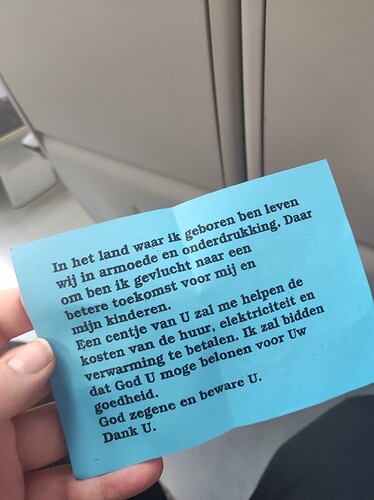 In het land waar ik geboren ben leven
wij in armoede en onderdrukking. Daar
om ben ik gevlucht naar een
betere toekomst voor mij en
mijn kinderen.
Een centje van U zal me helpen de
kosten van de huur, elektriciteit en
verwarming te betalen. Ik zal bidden
dat God U moge belonen voor Uw
goedheid.
God zegene en beware U.
Dank U.